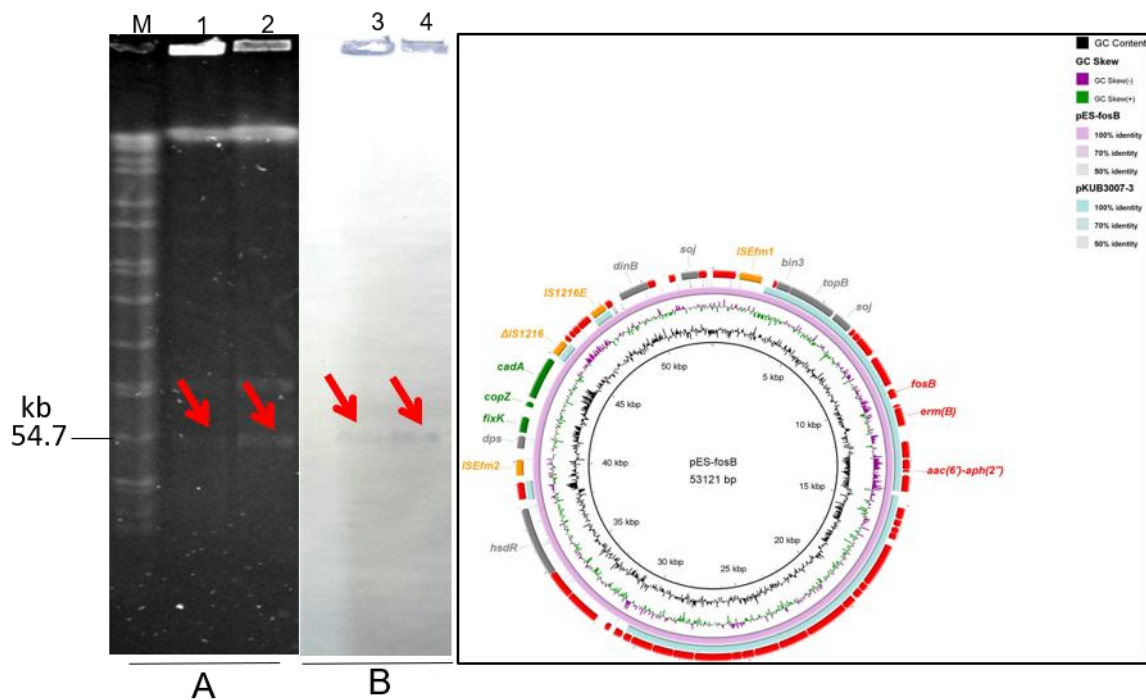 M 1 2 3 4
kb
54.7
A B
GC Content
GC Skew
GC Skew(-)
GC Skew(+)
pES-fosB
100% identity
70% identity
50% identity
pKUB3007-3
100% identity
70% identity
50% identity
soj
ISEfm1
bin3
topB
soj
fosB
erm(B)
aac(6')-aph(2'')
hsdR
ISEfm2
dps
fixK
copZ
cadA
ΔIS1216
IS1216E
dinB
5 kbp
10 kbp
15 kbp
20 kbp
25 kbp
30 kbp
35 kbp
40 kbp
45 kbp
50 kbp
pES-fosB
53121 bp